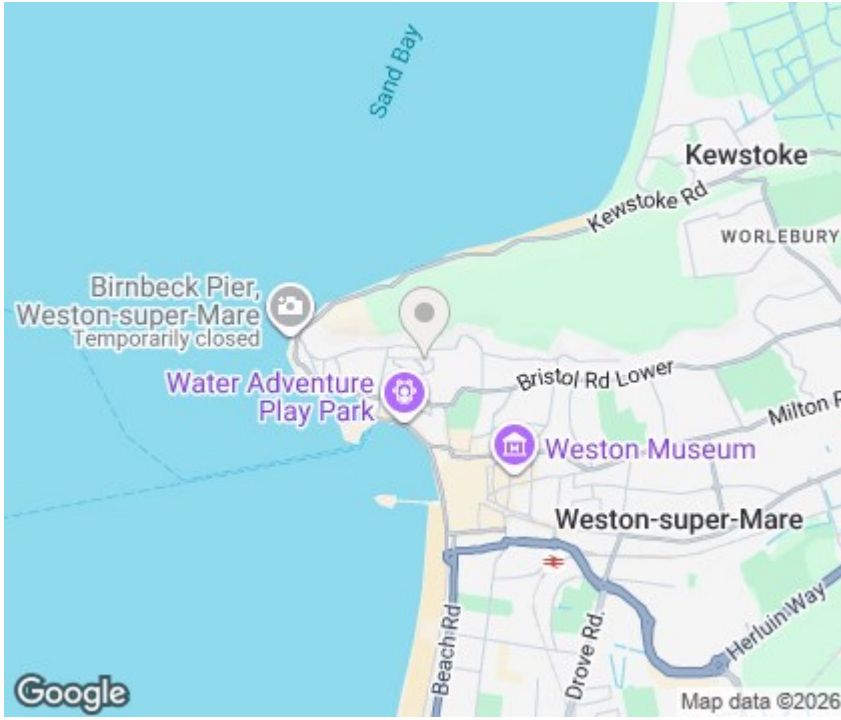 Sand Bay
Kewstoke
Kewstoke Rd
WORLEBURY
Birnbeck Pier,
Weston-super-Mare
Temporarily closed
Bristol Rd Lower
Water Adventure
Play Park
Milton R
Weston Museum
Weston-super-Mare
Beach Rd
Drove Rd.
Herluin Way
Google
Map data ©2026